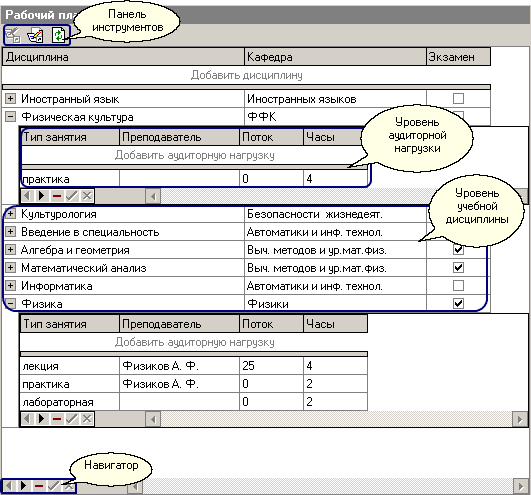 Рабочий пла
Панель инструментов
Дисциплина Кафедра Экзамен
Добавить дисциплину
Иностранный язык Иностранных языков
Физическая культура ФФК
Уровень аудиторной нагрузки
Тип занятия Преподаватель Поток Часы
Добавить аудиторную нагрузку
практика 0 4
Уровень учебной дисциплины
Культурология Безопасности жизнедеят.
Введение в специальность Автоматики и инф. технол.
Алгебра и геометрия Выч. методов и ур.мат.физ.
Математический анализ Выч. методов и ур.мат.физ.
Информатика Автоматики и инф. технол.
Физика Физики
Тип занятия Преподаватель Поток Часы
Добавить аудиторную нагрузку
лекция Физиков А. Ф. 25 4
практика Физиков А. Ф. 0 2
лабораторная 0 2
Навигатор